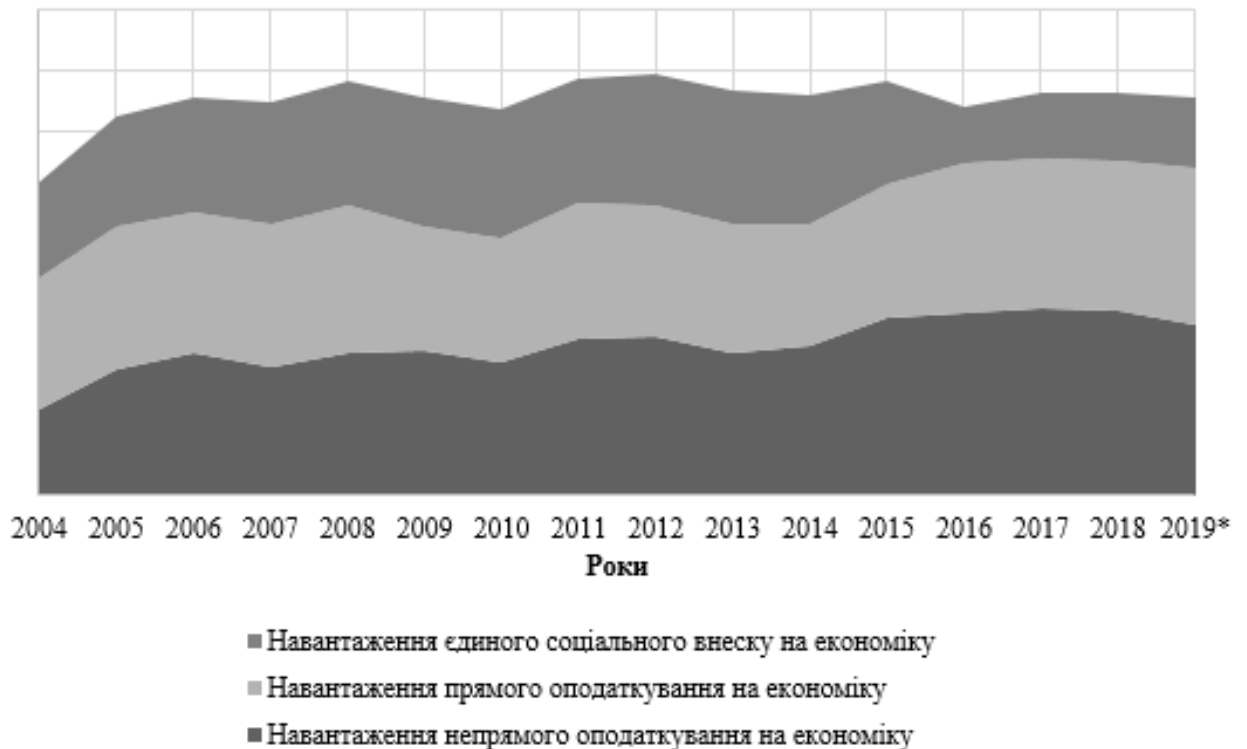 2004 2005 2006 2007 2008 2009 2010 2011 2012 2013 2014 2015 2016 2017 2018 2019*
Роки
Навантаження єдиного соціального внеску на економіку
Навантаження прямого оподаткування на економіку
Навантаження непрямого оподаткування на економіку